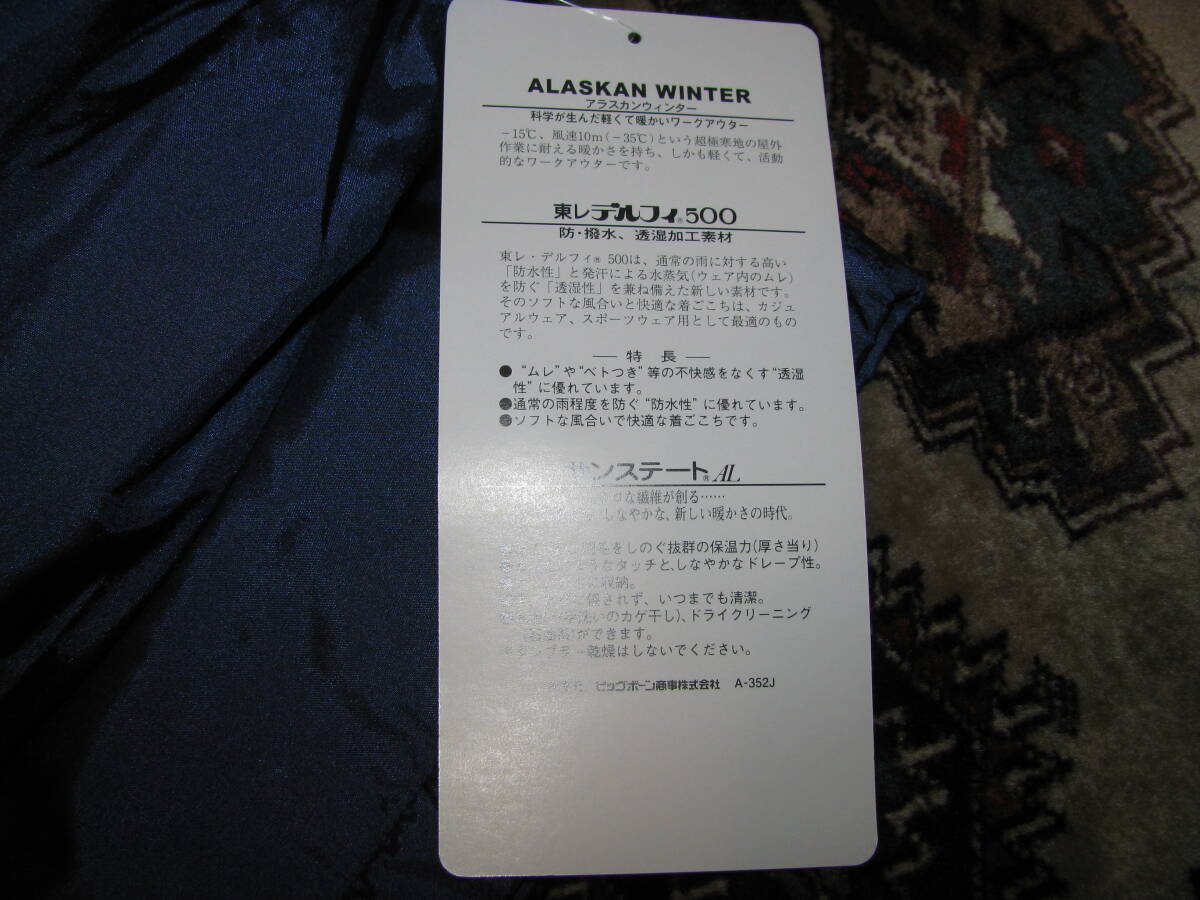 ALASKAN WINTER
アラスカンウィンター
科学が生んだ軽くて暖かいワークアウター
−15℃、風速10m(−35℃)という超極寒地の屋外
作業に耐える暖かさを持ち、しかも軽くて、活動
的なワークアウターです。
東レデルフィ®500
防・撥水、透湿加工素材
東レ・デルフィ® 500は、通常の雨に対する高い
「防水性」と発汗による水蒸気(ウェア内のムレ)
を防ぐ「透湿性」を兼ね備えた新しい素材です。
そのソフトな風合いと快適な着ごこちは、カジュ
アルウェア、スポーツウェア用として最適のもの
です。
— 特 長 —
● “ムレ”や“ベトつき”等の不快感をなくす“透湿
性”に優れています。
●通常の雨程度を防ぐ“防水性”に優れています。
●ソフトな風合いで快適な着ごこちです。
サンステート® AL
な繊維が創る……
しなやかな、新しい暖かさの時代。
をしのぐ抜群の保温力(厚さ当り)
なタッチと、しなやかなドレープ性。
に収納。
されず、いつまでも清潔。
洗いのカゲ干し)、ドライクリーニング
ができます。
※タンブラー乾燥はしないでください。
ビッグボーン商事株式会社 A-352J